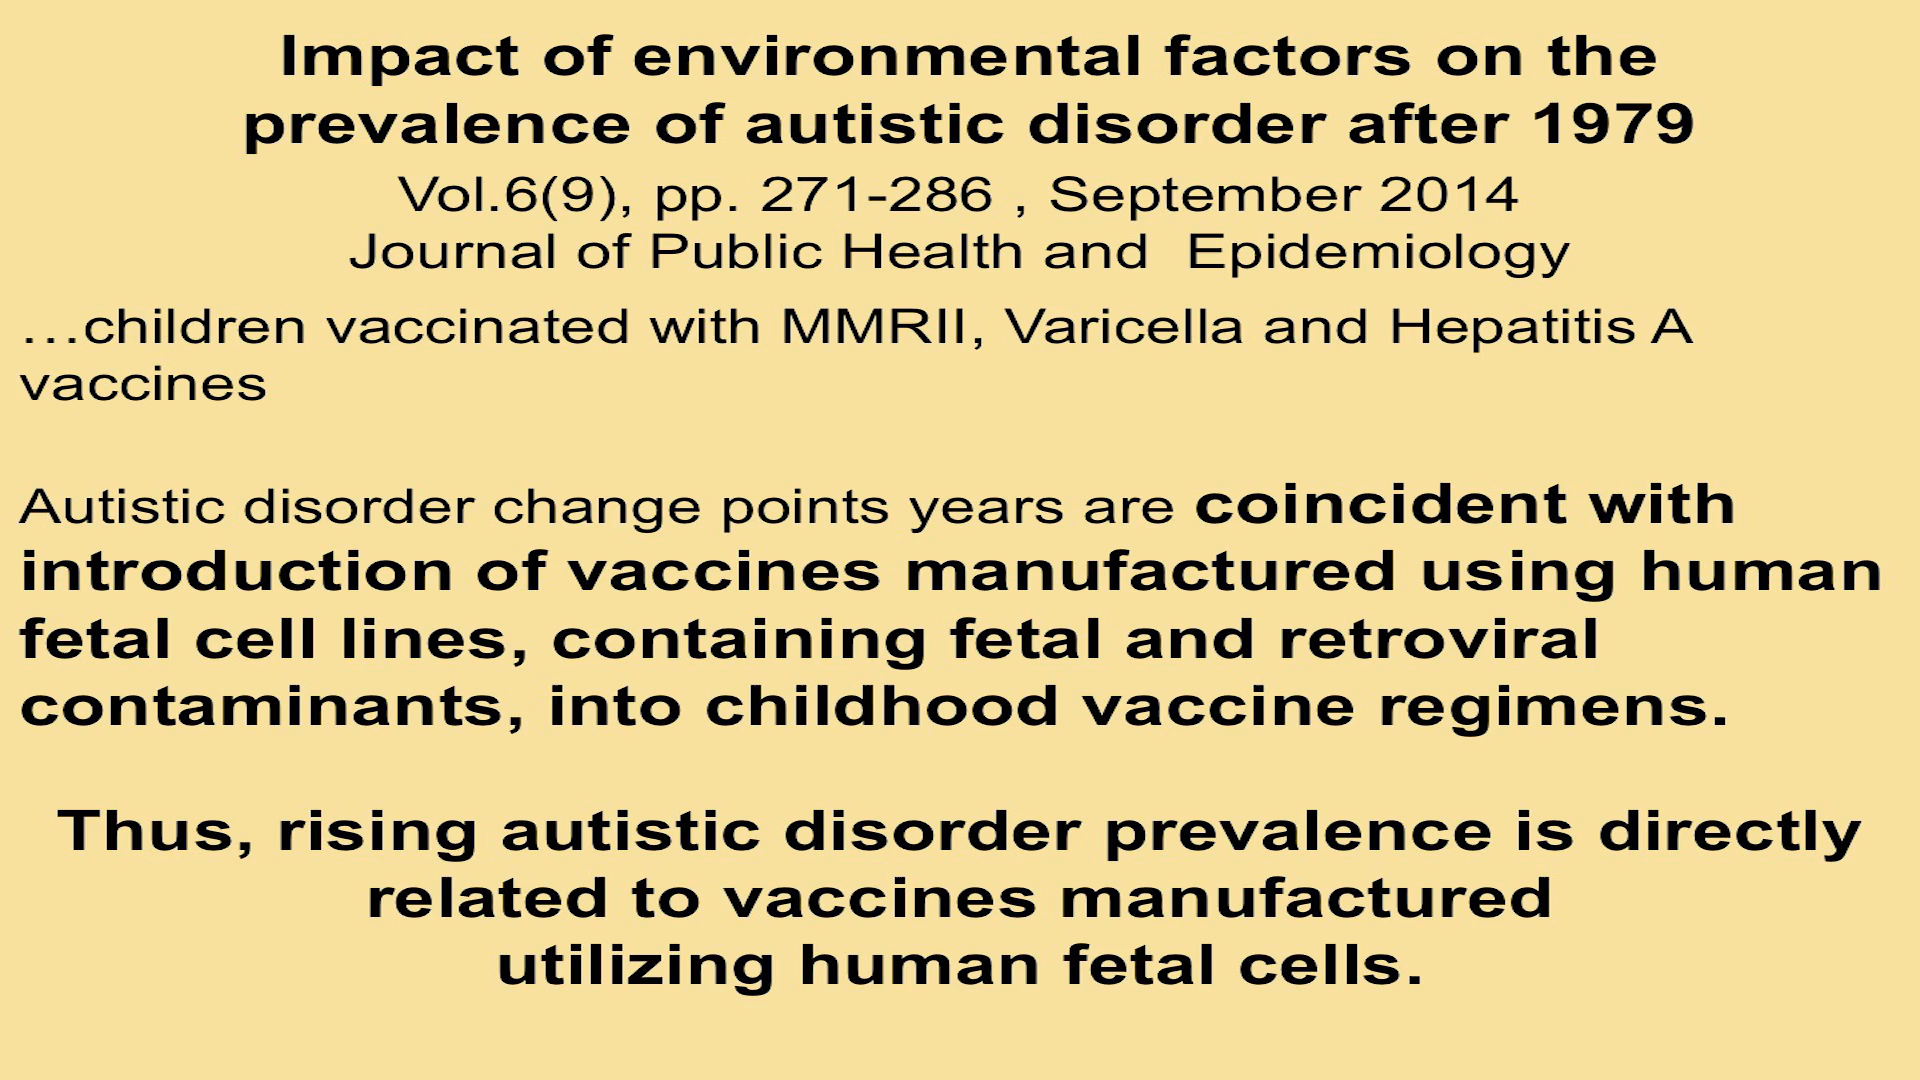 Impact of environmental factors on the
prevalence of autistic disorder after 1979
Vol.6(9), pp. 271-286 , September 2014
Journal of Public Health and  Epidemiology
…children vaccinated with MMRII, Varicella and Hepatitis A
vaccines
Autistic disorder change points years are coincident with
introduction of vaccines manufactured using human
fetal cell lines, containing fetal and retroviral
contaminants, into childhood vaccine regimens.
Thus, rising autistic disorder prevalence is directly
related to vaccines manufactured
utilizing human fetal cells.